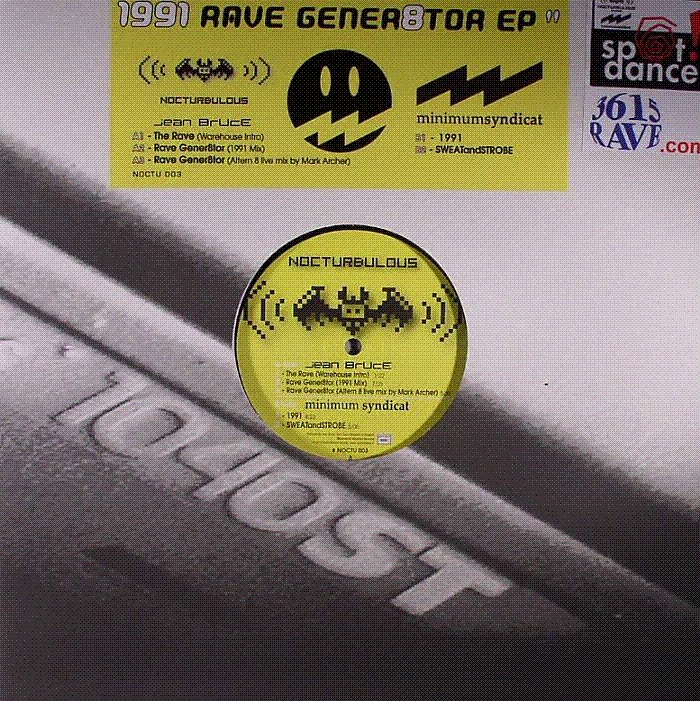 1991 RAVE GENER8TOR EP
NOCTURBULOUS
Jean BrUcE
A1 - The Rave (Warehouse Intro)
A2 - Rave Gener8tor (1991 Mix)
A3 - Rave Gener8tor (Altern 8 live mix by Mark Archer)
NOCTU 003
minimumsyndicat
B1 - 1991
B2 - SWEATandSTROBE
spot!
dance
3615
RAVE.com
NOCTURBULOUS
Jean BrUcE
- The Rave (Warehouse Intro)
- Rave Gener8tor (1991 Mix)
- Rave Gener8tor (Altern 8 live mix by Mark Archer)
minimum syndicat
- 1991
- SWEATandSTROBE
# NOCTU 003